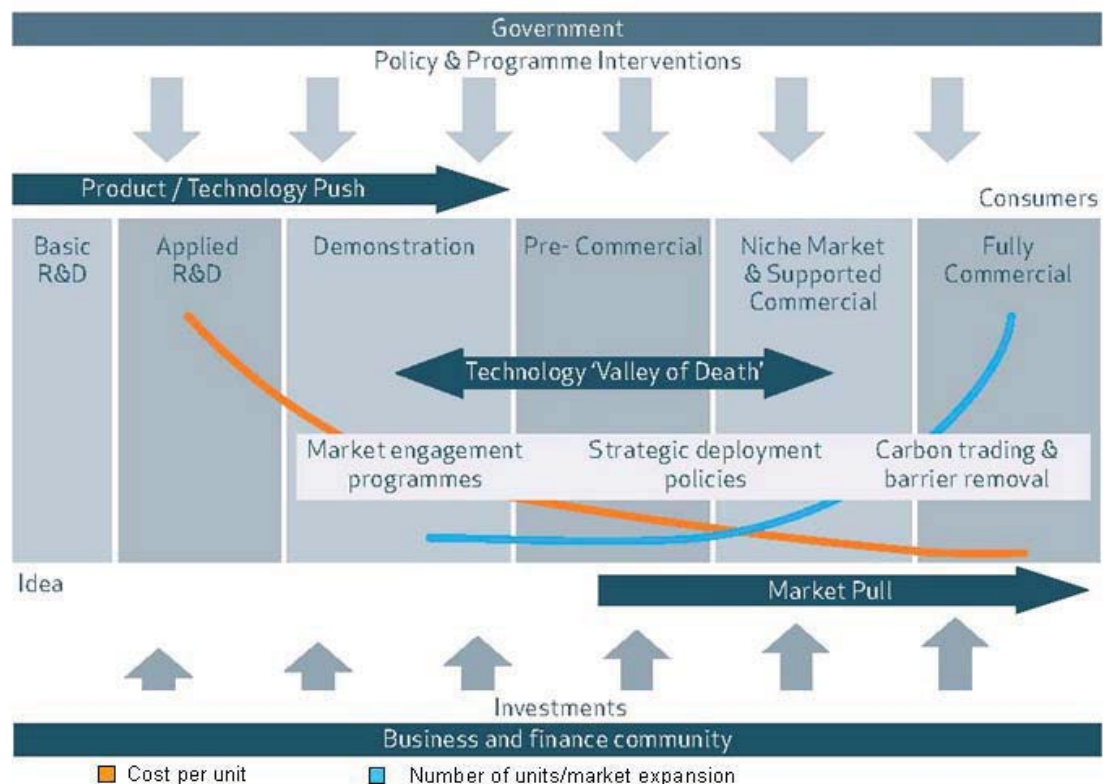 Government
Policy & Programme Interventions
Product / Technology Push
Consumers
Basic
R&D
Applied
R&D
Demonstration
Pre- Commercial
Niche Market
& Supported
Commercial
Fully
Commercial
Technology ‘Valley of Death’
Market engagement
programmes
Strategic deployment
policies
Carbon trading &
barrier removal
Idea
Market Pull
Investments
Business and finance community
Cost per unit
Number of units/market expansion